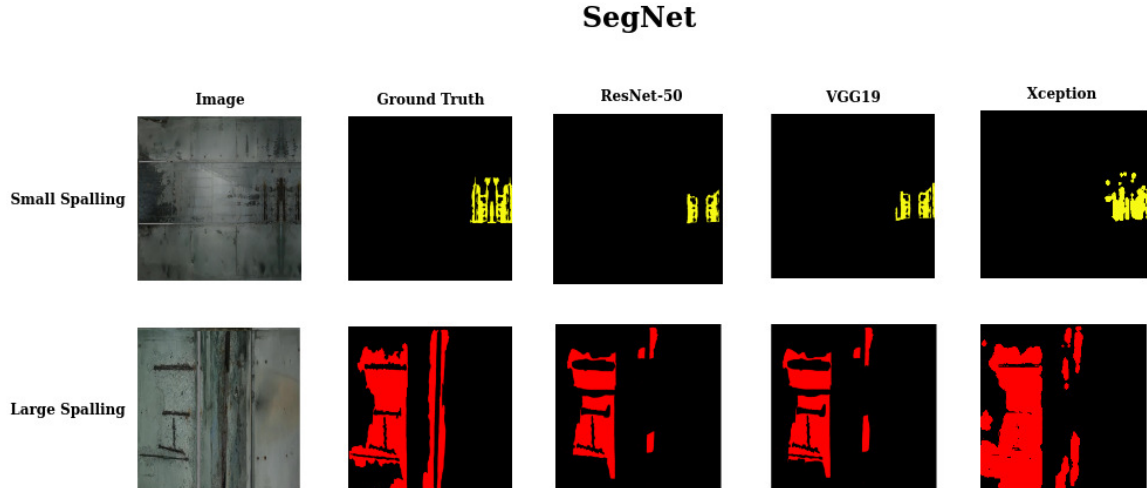 SegNet
Image Ground Truth ResNet-50 VGG19 Xception
Small Spalling
Large Spalling